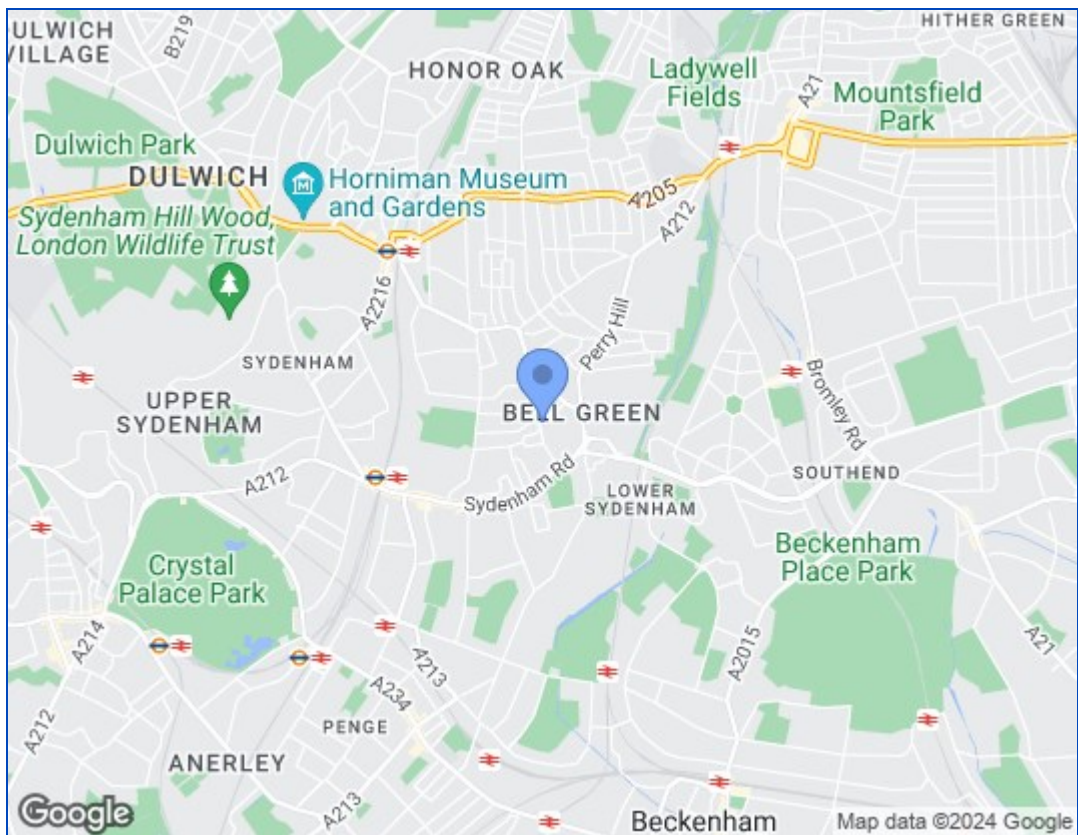 DULWICH
VILLAGE
B219
HITHER GREEN
HONOR OAK
Ladywell
Fields
A21
Mountsfield
Park
Dulwich Park
DULWICH
Horniman Museum
and Gardens
A205
A212
Sydenham Hill Wood,
London Wildlife Trust
A2216
Perry Hill
SYDENHAM
Bromley Rd
UPPER
SYDENHAM
BELL GREEN
A212
Sydenham Rd
LOWER
SYDENHAM
SOUTHEND
Crystal
Palace Park
Beckenham
Place Park
A214
A213
A2015
A21
A234
A212
PENGE
ANERLEY
A213
Google
Beckenham
Map data ©2024 Google